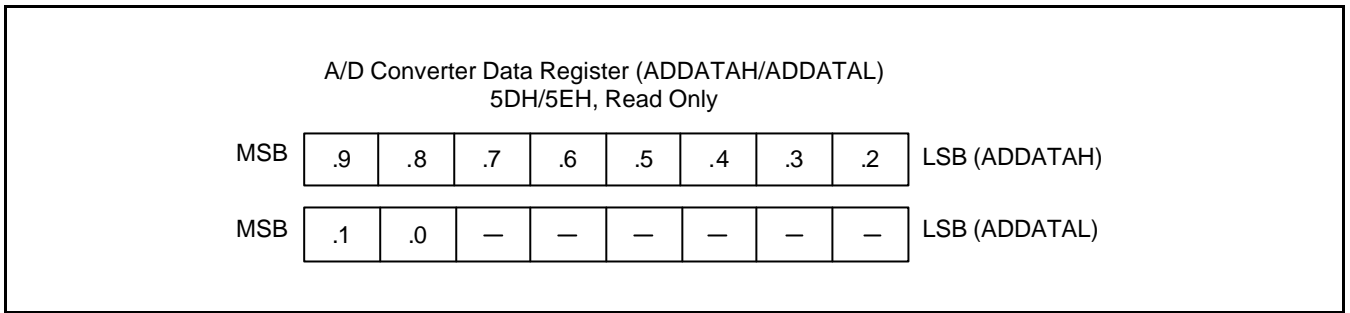 A/D Converter Data Register (ADDATAH/ADDATAL)
5DH/5EH, Read Only
MSB .9 .8 .7 .6 .5 .4 .3 .2 LSB (ADDATAH)
MSB .1 .0 – – – – – – LSB (ADDATAL)